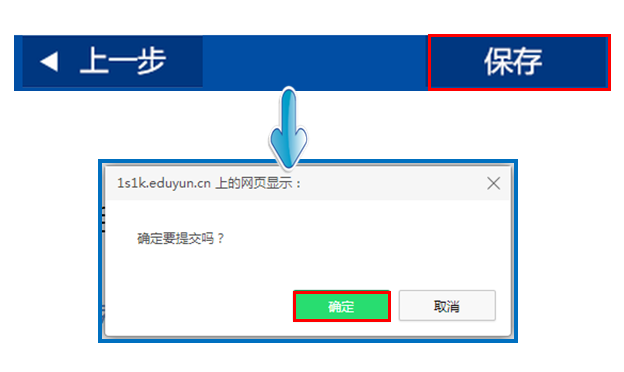 ◀ 上一步
保存
1s1k.eduyun.cn 上的网页显示：
确定要提交吗？
确定
取消